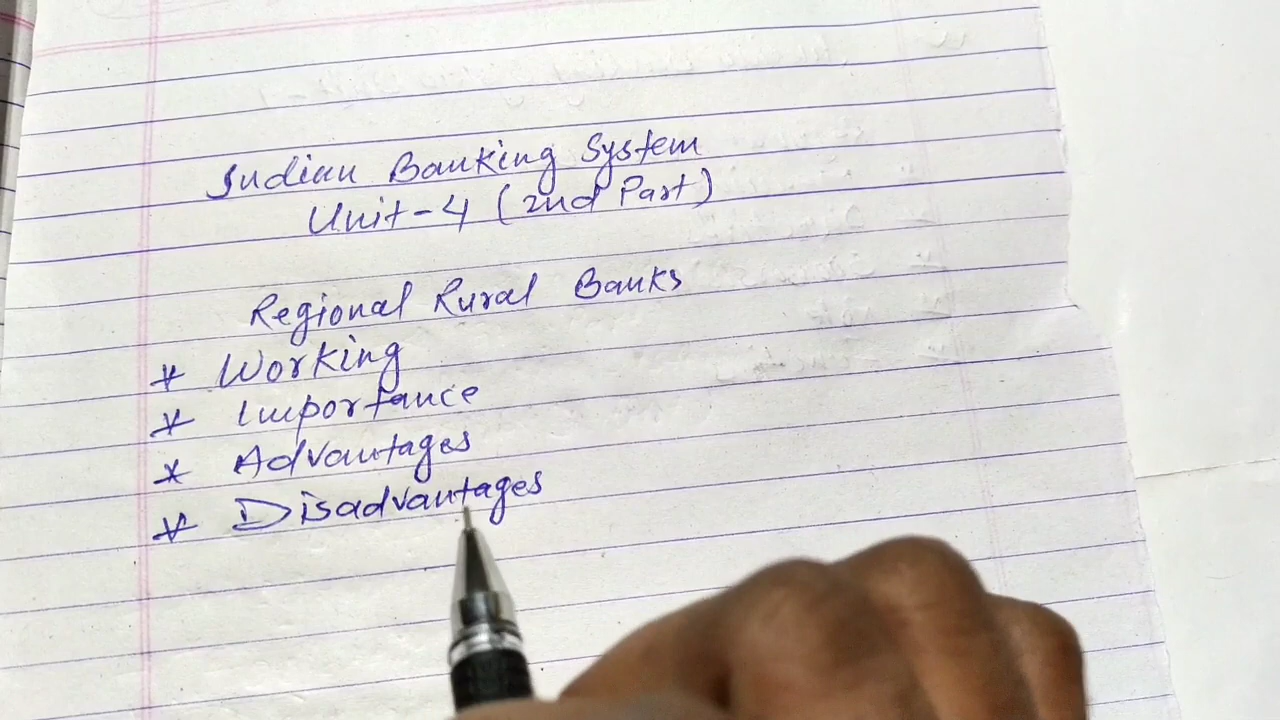 Indian Banking System
Unit-4 (2nd Part)
Regional Rural Banks
* Working
* Importance
* Advantages
* Disadvantages